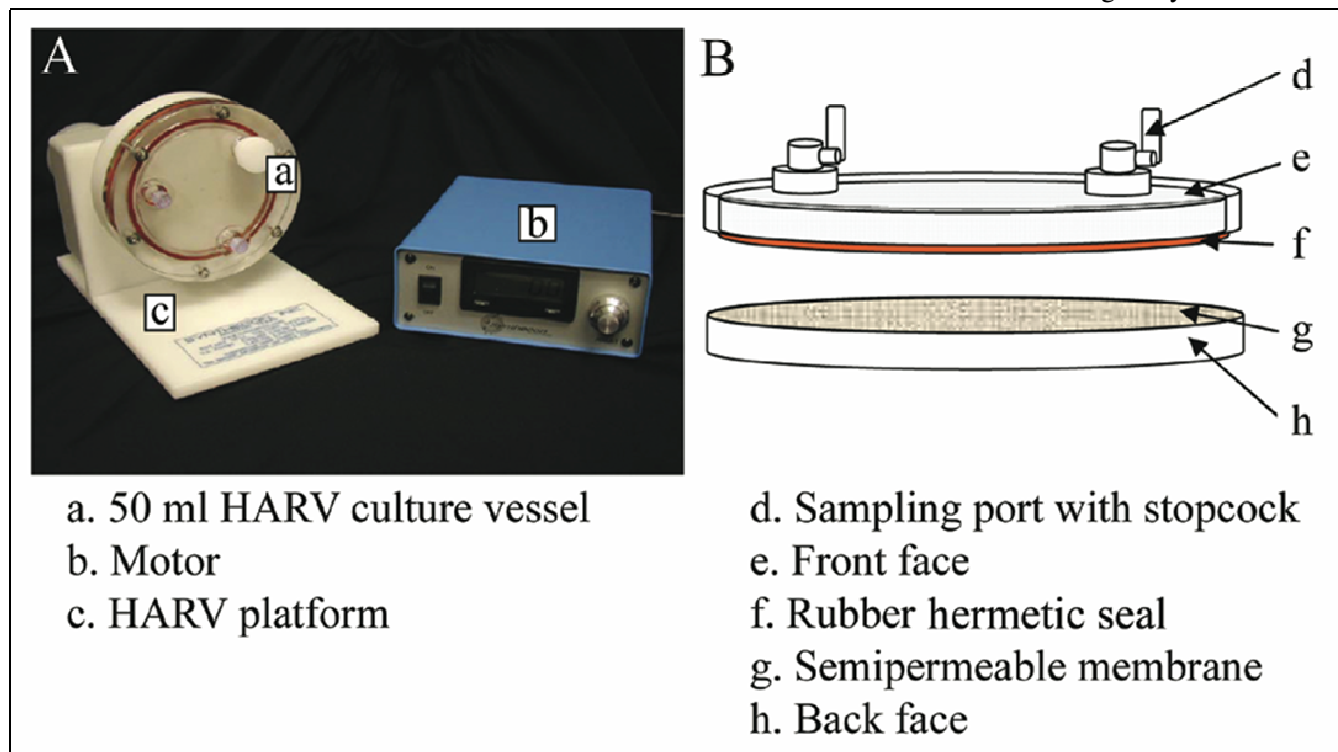 A
B
a
b
c
d
e
f
g
h
a. 50 ml HARV culture vessel
b. Motor
c. HARV platform
d. Sampling port with stopcock
e. Front face
f. Rubber hermetic seal
g. Semipermeable membrane
h. Back face